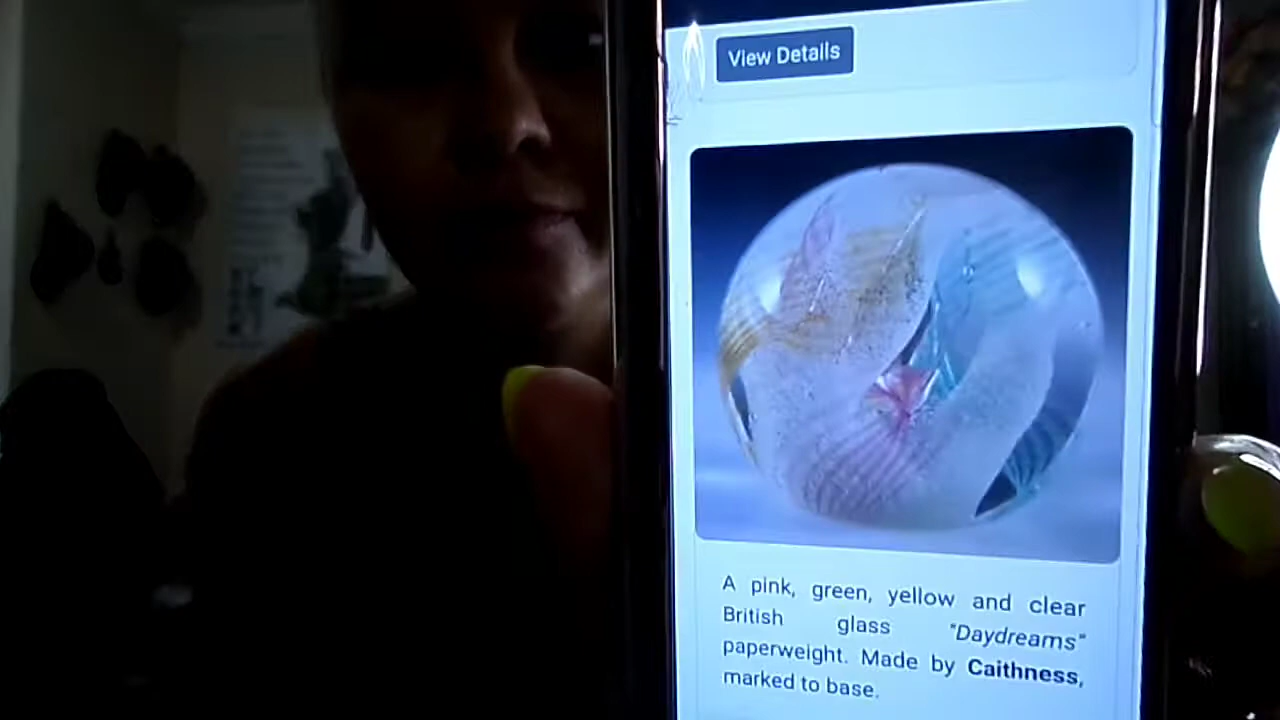 View Details
A pink, green, yellow and clear
British glass "Daydreams"
paperweight. Made by Caithness,
marked to base.